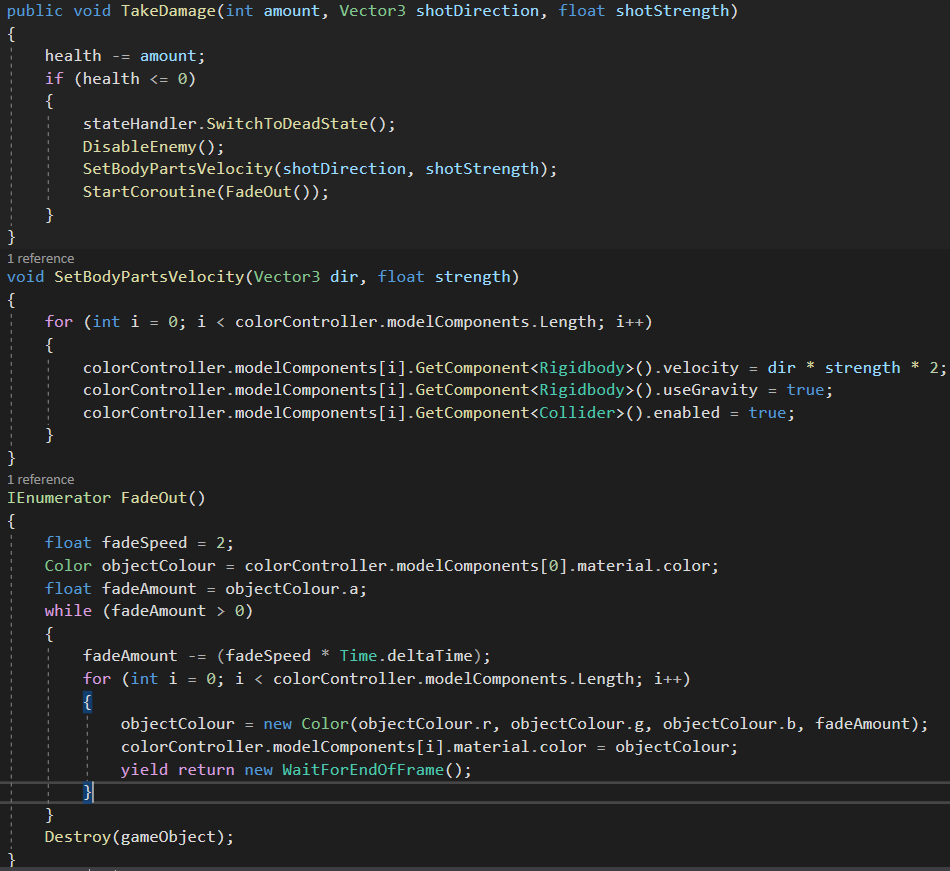 public void TakeDamage(int amount, Vector3 shotDirection, float shotStrength)
{
    health -= amount;
    if (health <= 0)
    {
        stateHandler.SwitchToDeadState();
        DisableEnemy();
        SetBodyPartsVelocity(shotDirection, shotStrength);
        StartCoroutine(FadeOut());
    }
}
1 reference
void SetBodyPartsVelocity(Vector3 dir, float strength)
{
    for (int i = 0; i < colorController.modelComponents.Length; i++)
    {
        colorController.modelComponents[i].GetComponent<Rigidbody>().velocity = dir * strength * 2;
        colorController.modelComponents[i].GetComponent<Rigidbody>().useGravity = true;
        colorController.modelComponents[i].GetComponent<Collider>().enabled = true;
    }
}
1 reference
IEnumerator FadeOut()
{
    float fadeSpeed = 2;
    Color objectColour = colorController.modelComponents[0].material.color;
    float fadeAmount = objectColour.a;
    while (fadeAmount > 0)
    {
        fadeAmount -= (fadeSpeed * Time.deltaTime);
        for (int i = 0; i < colorController.modelComponents.Length; i++)
        {
            objectColour = new Color(objectColour.r, objectColour.g, objectColour.b, fadeAmount);
            colorController.modelComponents[i].material.color = objectColour;
            yield return new WaitForEndOfFrame();
        }
    }
    Destroy(gameObject);
}